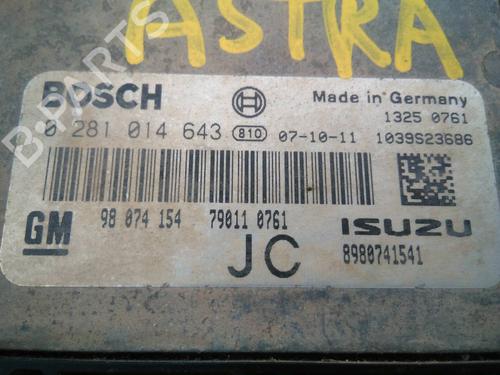 ASTRA
B-PARTS
BOSCH
Made in Germany
1325 0761
0 281 014 643 810 07-10-11 1039S23686
GM
98 074 154 79011 0761
ISUZU
JC
8980741541